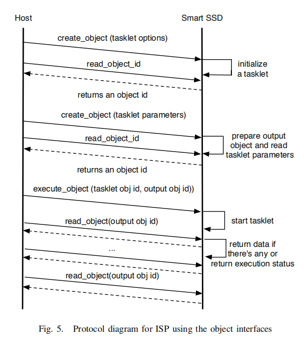 Host
Smart SSD
create_object (tasklet options)
read_object_id
initialize
a tasklet
returns an object id
create_object (tasklet parameters)
read_object_id
prepare output
object and read
tasklet parameters
returns an object id
execute_object (tasklet obj id, output obj id))
start tasklet
read_object(output obj id)
return data if
there's any or
return execution status
...
read_object(output obj id)
Fig. 5. Protocol diagram for ISP using the object interfaces